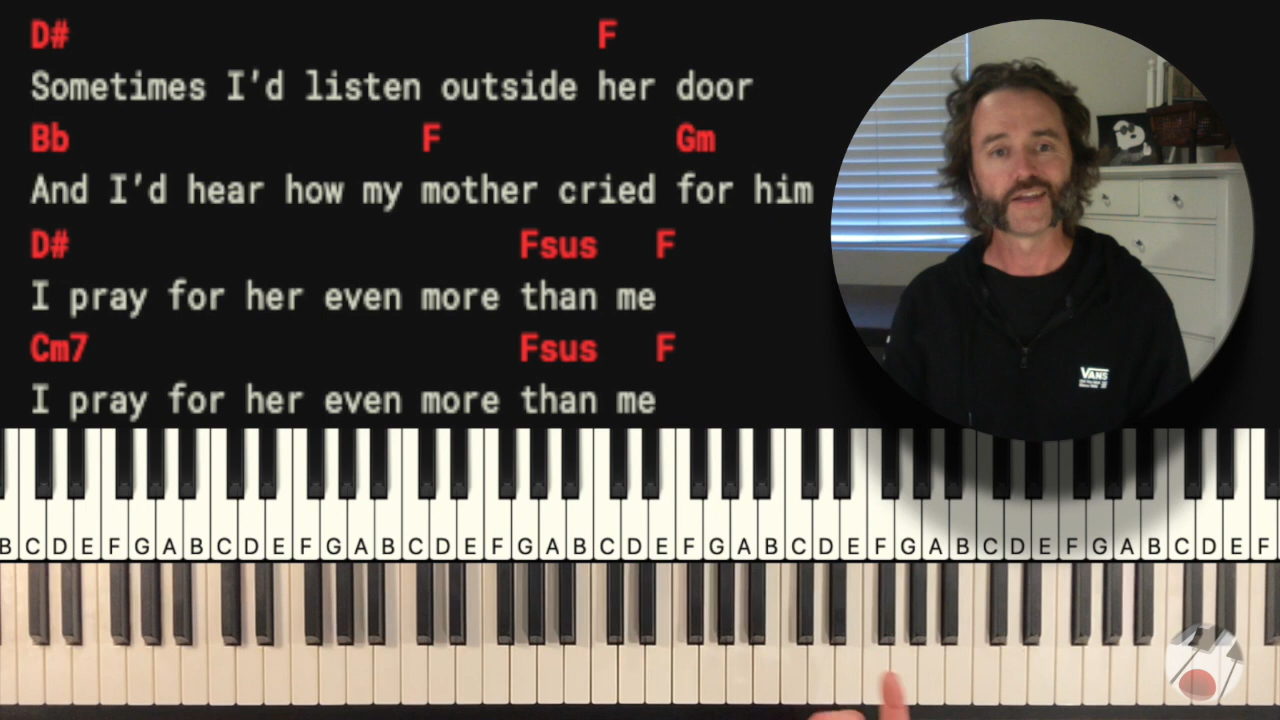 D# F
Sometimes I'd listen outside her door
Bb F Gm
And I'd hear how my mother cried for him
D# Fsus F
I pray for her even more than me
Cm7 Fsus F
I pray for her even more than me
VANS
B C D E F G A B C D E F G A B C D E F G A B C D E F G A B C D E F G A B C D E F G A B C D E F